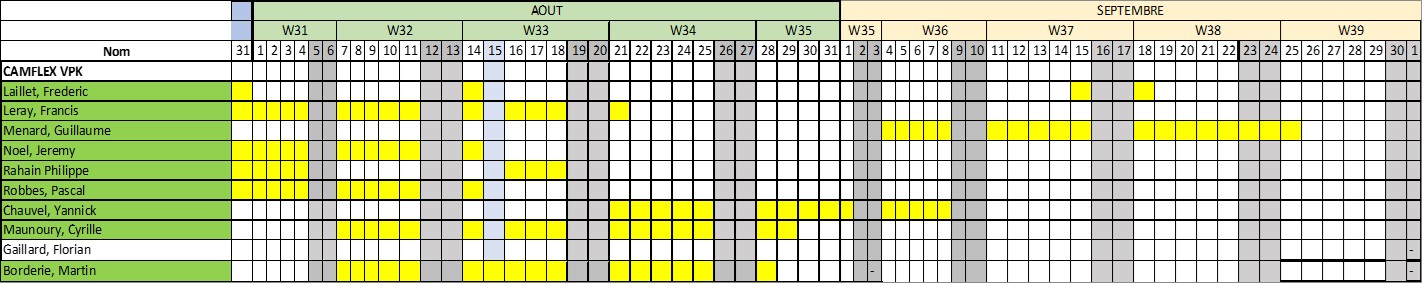 AOUT SEPTEMBRE
W31 W32 W33 W34 W35 W35 W36 W37 W38 W39
Nom 31 1 2 3 4 5 6 7 8 9 10 11 12 13 14 15 16 17 18 19 20 21 22 23 24 25 26 27 28 29 30 31 1 2 3 4 5 6 7 8 9 10 11 12 13 14 15 16 17 18 19 20 21 22 23 24 25 26 27 28 29 30 1
CAMFLEX VPK
Laillet, Frederic
Leray, Francis
Menard, Guillaume
Noel, Jeremy
Rahain Philippe
Robbes, Pascal
Chauvel, Yannick
Maunoury, Cyrille
Gaillard, Florian -
Borderie, Martin - -